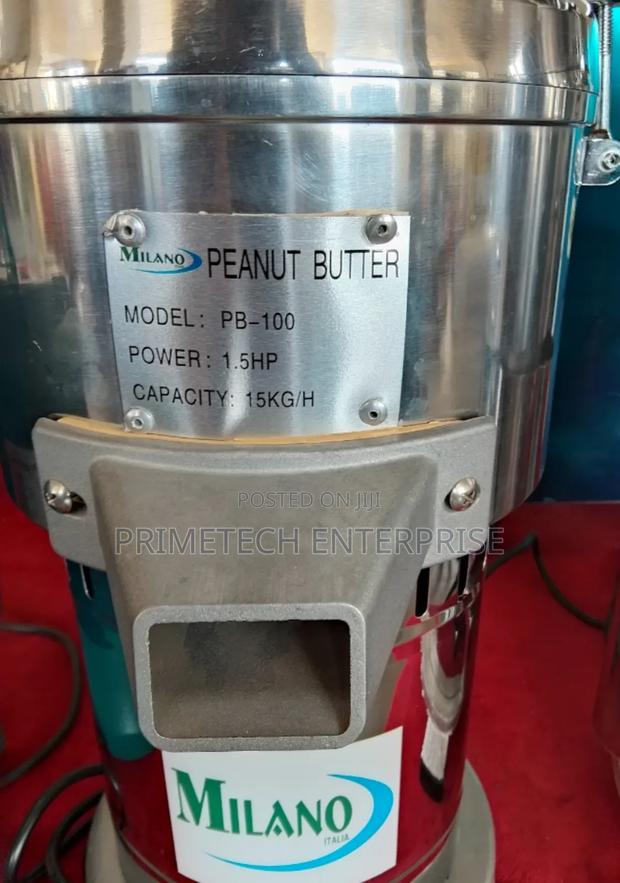 MILANO PEANUT BUTTER
MODEL: PB-100
POWER: 1.5HP
CAPACITY: 15KG/H
POSTED ON JIJI
PRIMETECH ENTERPRISE
MILANO
ITALIA